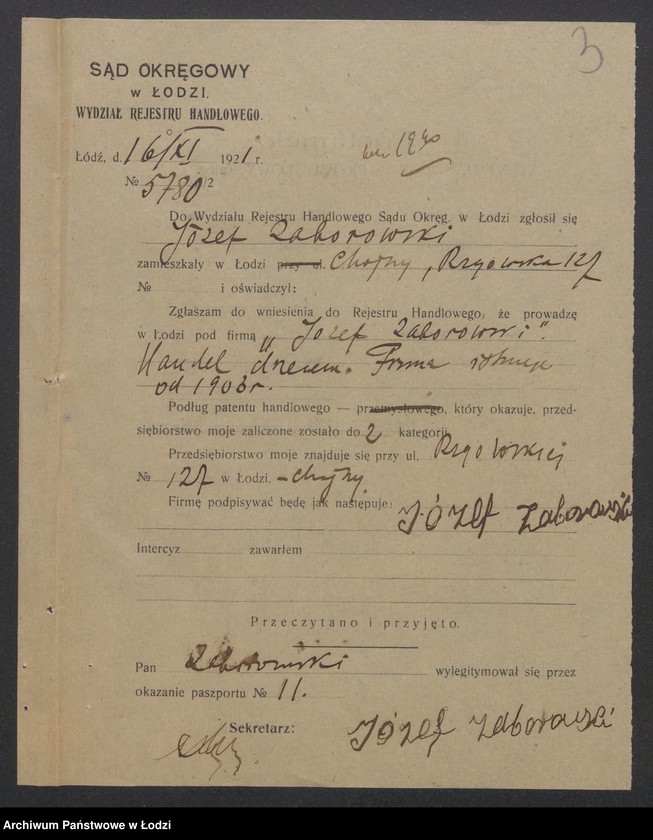 3
SĄD OKRĘGOWY
w ŁODZI.
WYDZIAŁ REJESTRU HANDLOWEGO.
Łódź, d. 16/XI 1921 r.
№ 5780/2
Do Wydziału Rejestru Handlowego Sądu Okręg. w Łodzi zgłosił się
Józef Zaborowski
zamieszkały w Łodzi przy ul. Chojny, Rzgowska 127
№ i oświadczył:
Zgłaszam do wniesienia do Rejestru Handlowego, że prowadzę
w Łodzi pod firmą „Józef Zaborowski".
Handel drzewem. Firma istnieje
od 1903 r.
Podług patentu handlowego — przemysłowego, który okazuje, przed-
siębiorstwo moje zaliczone zostało do 2 kategorji
Przedsiębiorstwo moje znajduje się przy ul. Rzgowskiej
№ 127 w Łodzi. - Chojny
Firmę podpisywać będę jak następuje: Józef Zaborowski
Intercyz zawarłem
Przeczytano i przyjęto.
Pan Zaborowski wylegitymował się przez
okazanie paszportu № 11.
Sekretarz: Józef Zaborowski
Archiwum Państwowe w Łodzi